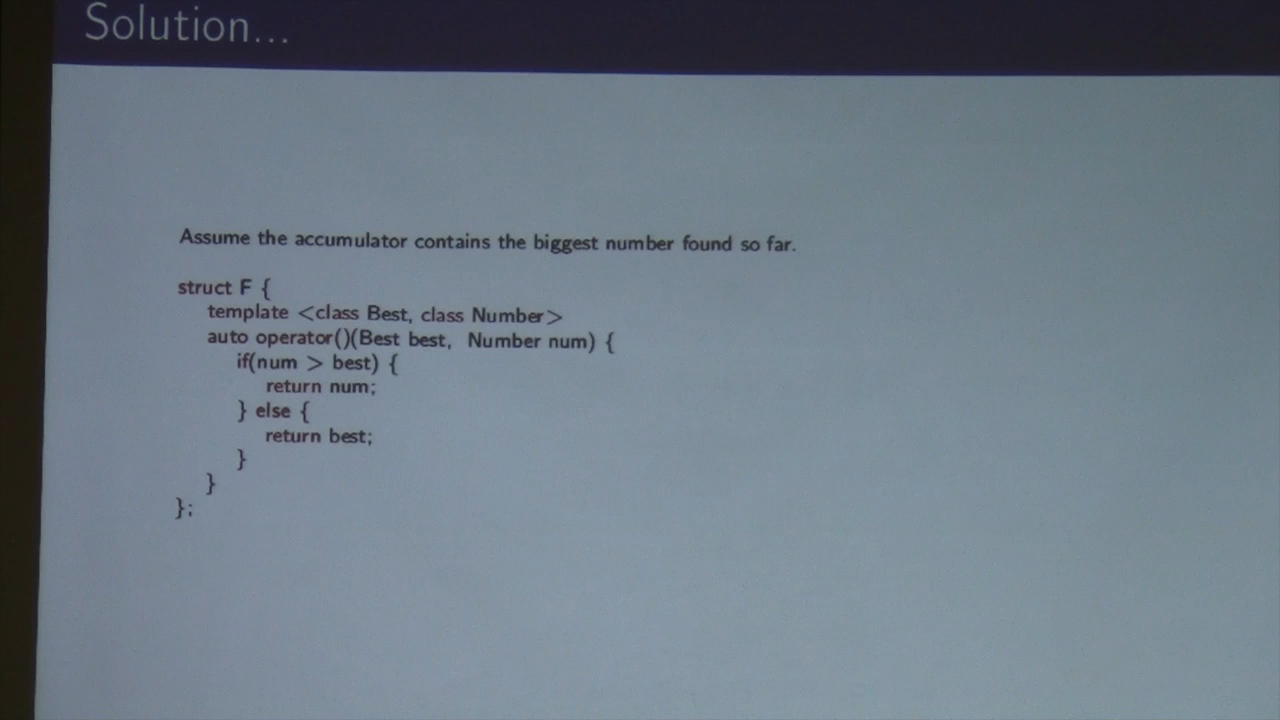 Solution...
Assume the accumulator contains the biggest number found so far.
struct F {
template <class Best, class Number>
auto operator()(Best best, Number num) {
if(num > best) {
return num;
} else {
return best;
}
}
};